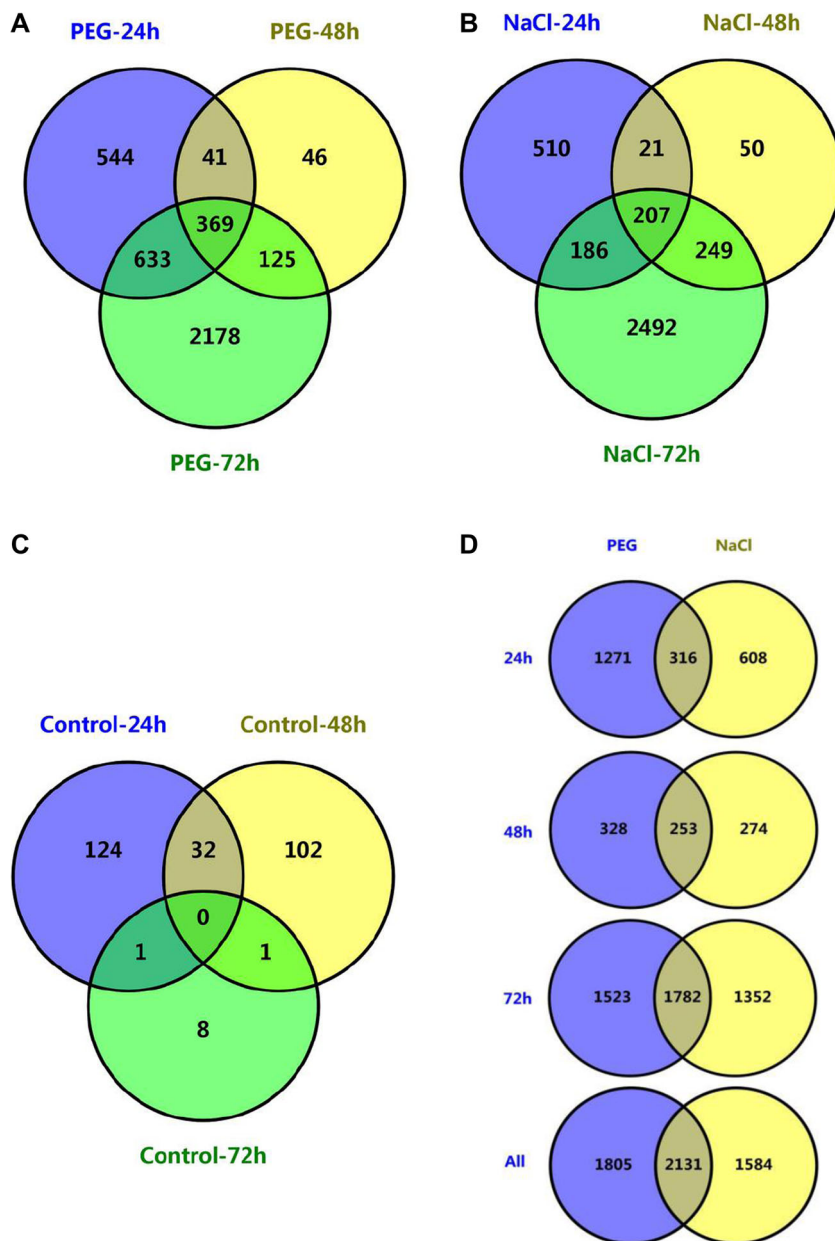 A
PEG-24h PEG-48h
544 41 46
369
633 125
2178
PEG-72h
B
NaCl-24h NaCl-48h
510 21 50
207
186 249
2492
NaCl-72h
C
Control-24h Control-48h
124 32 102
0
1 1
8
Control-72h
D
PEG NaCl
24h 1271 316 608
48h 328 253 274
72h 1523 1782 1352
All 1805 2131 1584